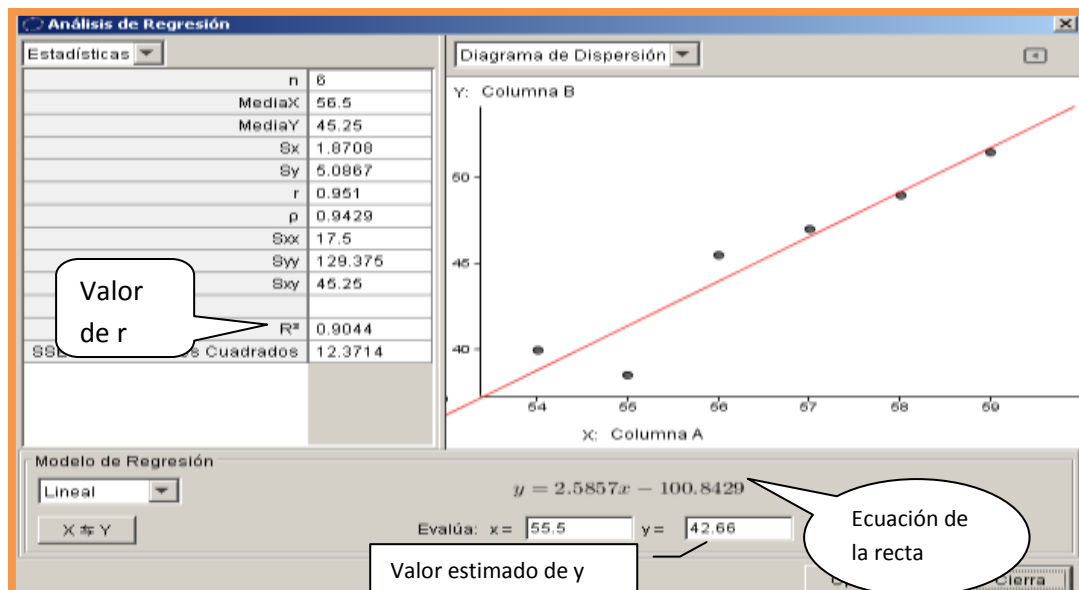 Análisis de Regresión
Estadísticas
n 6
MediaX 56.5
MediaY 45.25
Sx 1.8708
Sy 5.0867
r 0.951
ρ 0.9429
Sxx 17.5
Syy 129.375
Sxy 45.25
R² 0.9044
Cuadrados 12.3714
Valor
de r
Diagrama de Dispersión
Y: Columna B
50
45
40
54 55 56 57 58 59
X: Columna A
Modelo de Regresión
Lineal
y = 2.5857x − 100.8429
X ⇆ Y
Evalúa: x = 55.5 y = 42.66
Ecuación de
la recta
Valor estimado de y
Cierra